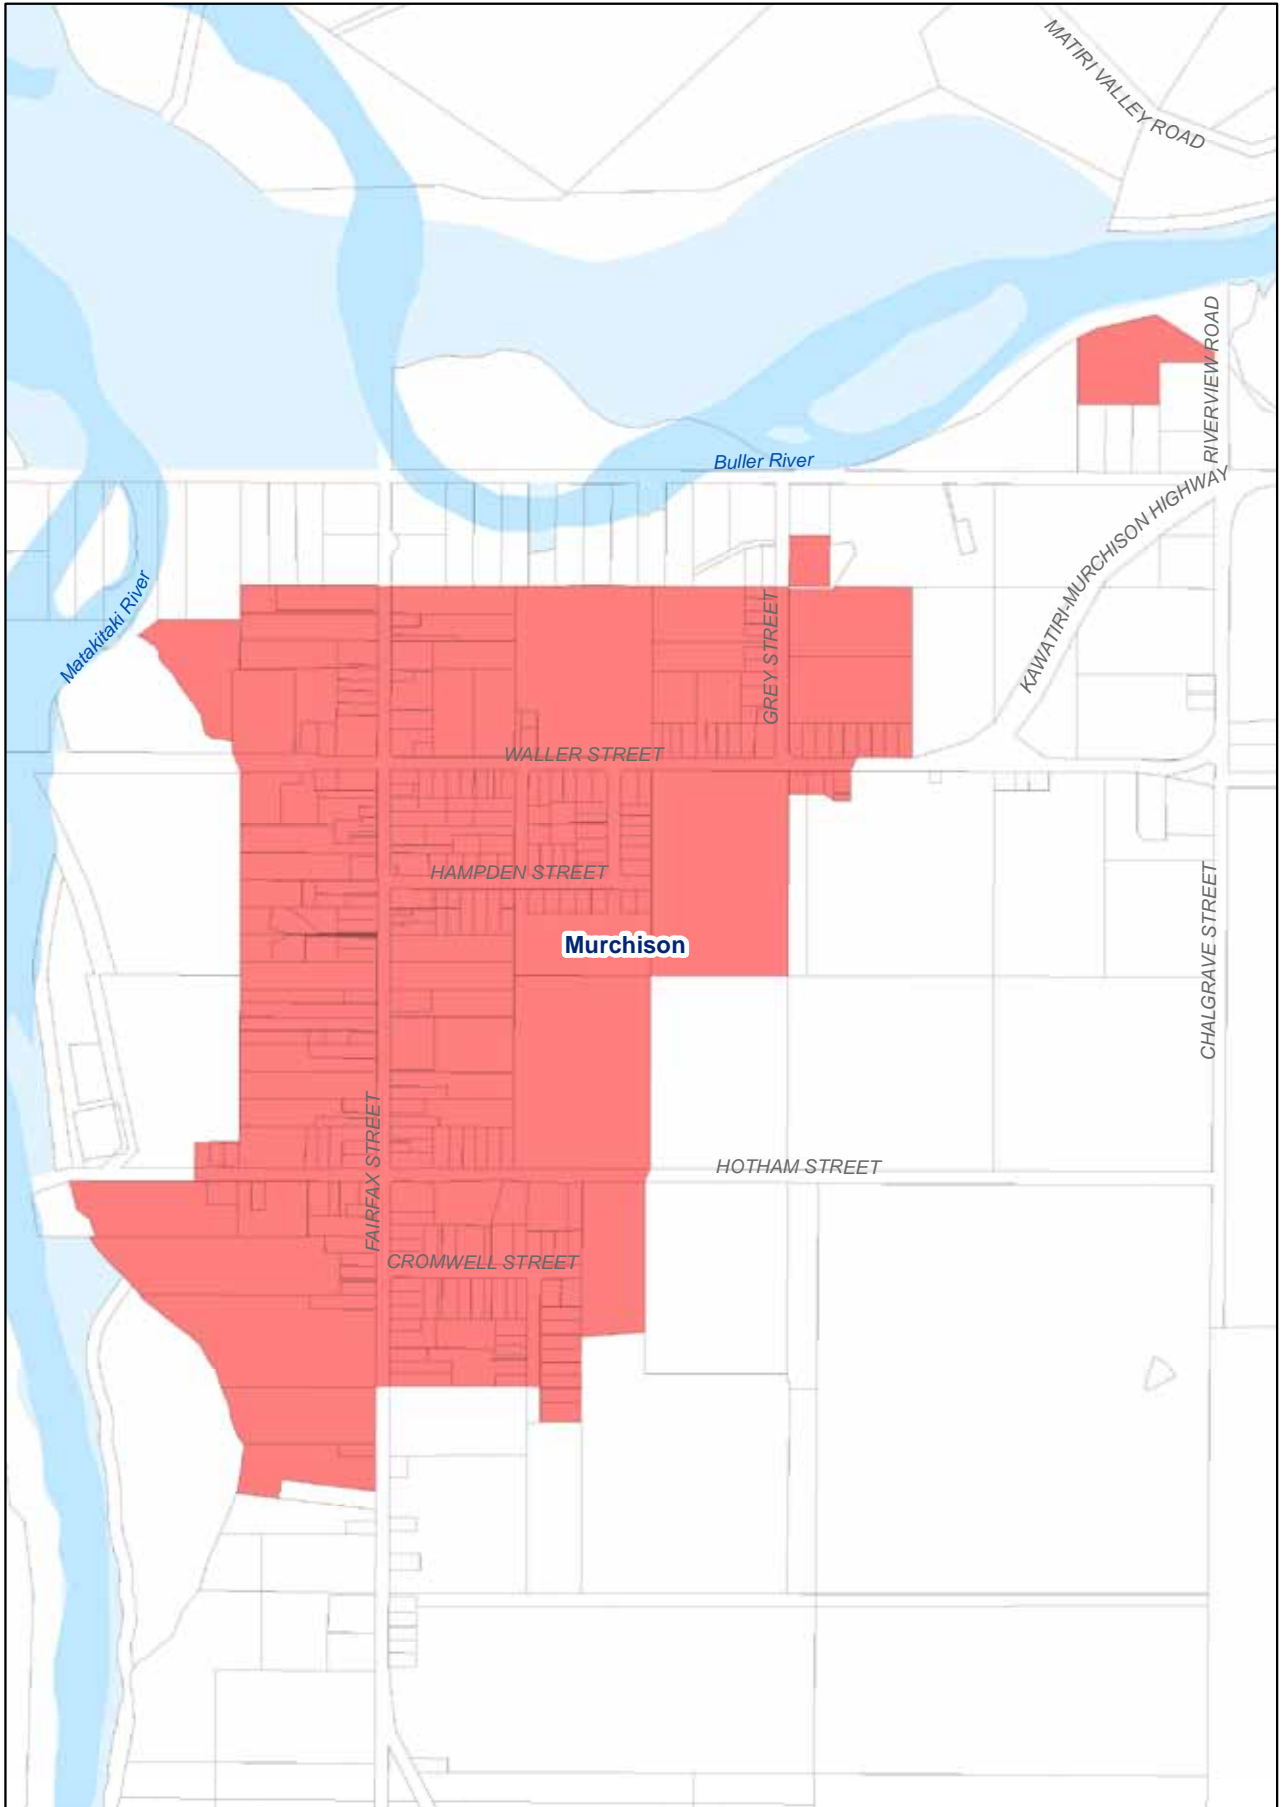 MATIRI VALLEY ROAD
RIVERVIEW ROAD
Buller River
KAWATIRI-MURCHISON HIGHWAY
Matakitaki River
GREY STREET
WALLER STREET
HAMPDEN STREET
Murchison
CHALGRAVE STREET
FAIRFAX STREET
HOTHAM STREET
CROMWELL STREET